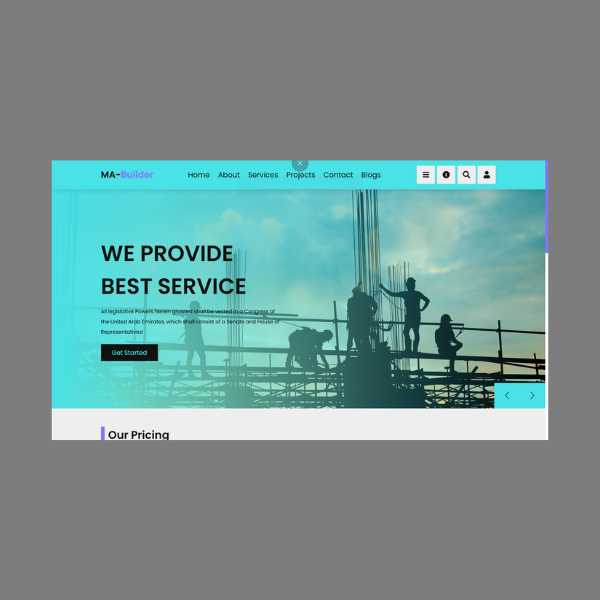 MA-Builder
Home About Services Projects Contact Blogs
WE PROVIDE
BEST SERVICE
All legislative Powers herein granted shall be vested in a Congress of
the United Arab Emirates, which shall consist of a Senate and House of
Representatives!
Get Started
Our Pricing